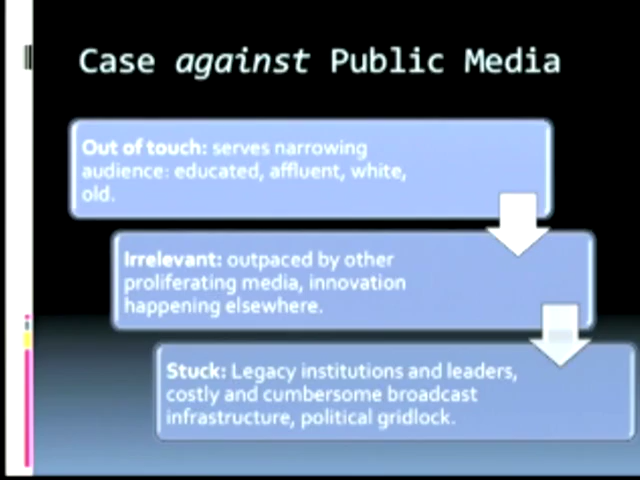 Case against Public Media
Out of touch: serves narrowing
audience: educated, affluent, white,
old.
Irrelevant: outpaced by other
proliferating media, innovation
happening elsewhere.
Stuck: Legacy institutions and leaders,
costly and cumbersome broadcast
infrastructure, political gridlock.